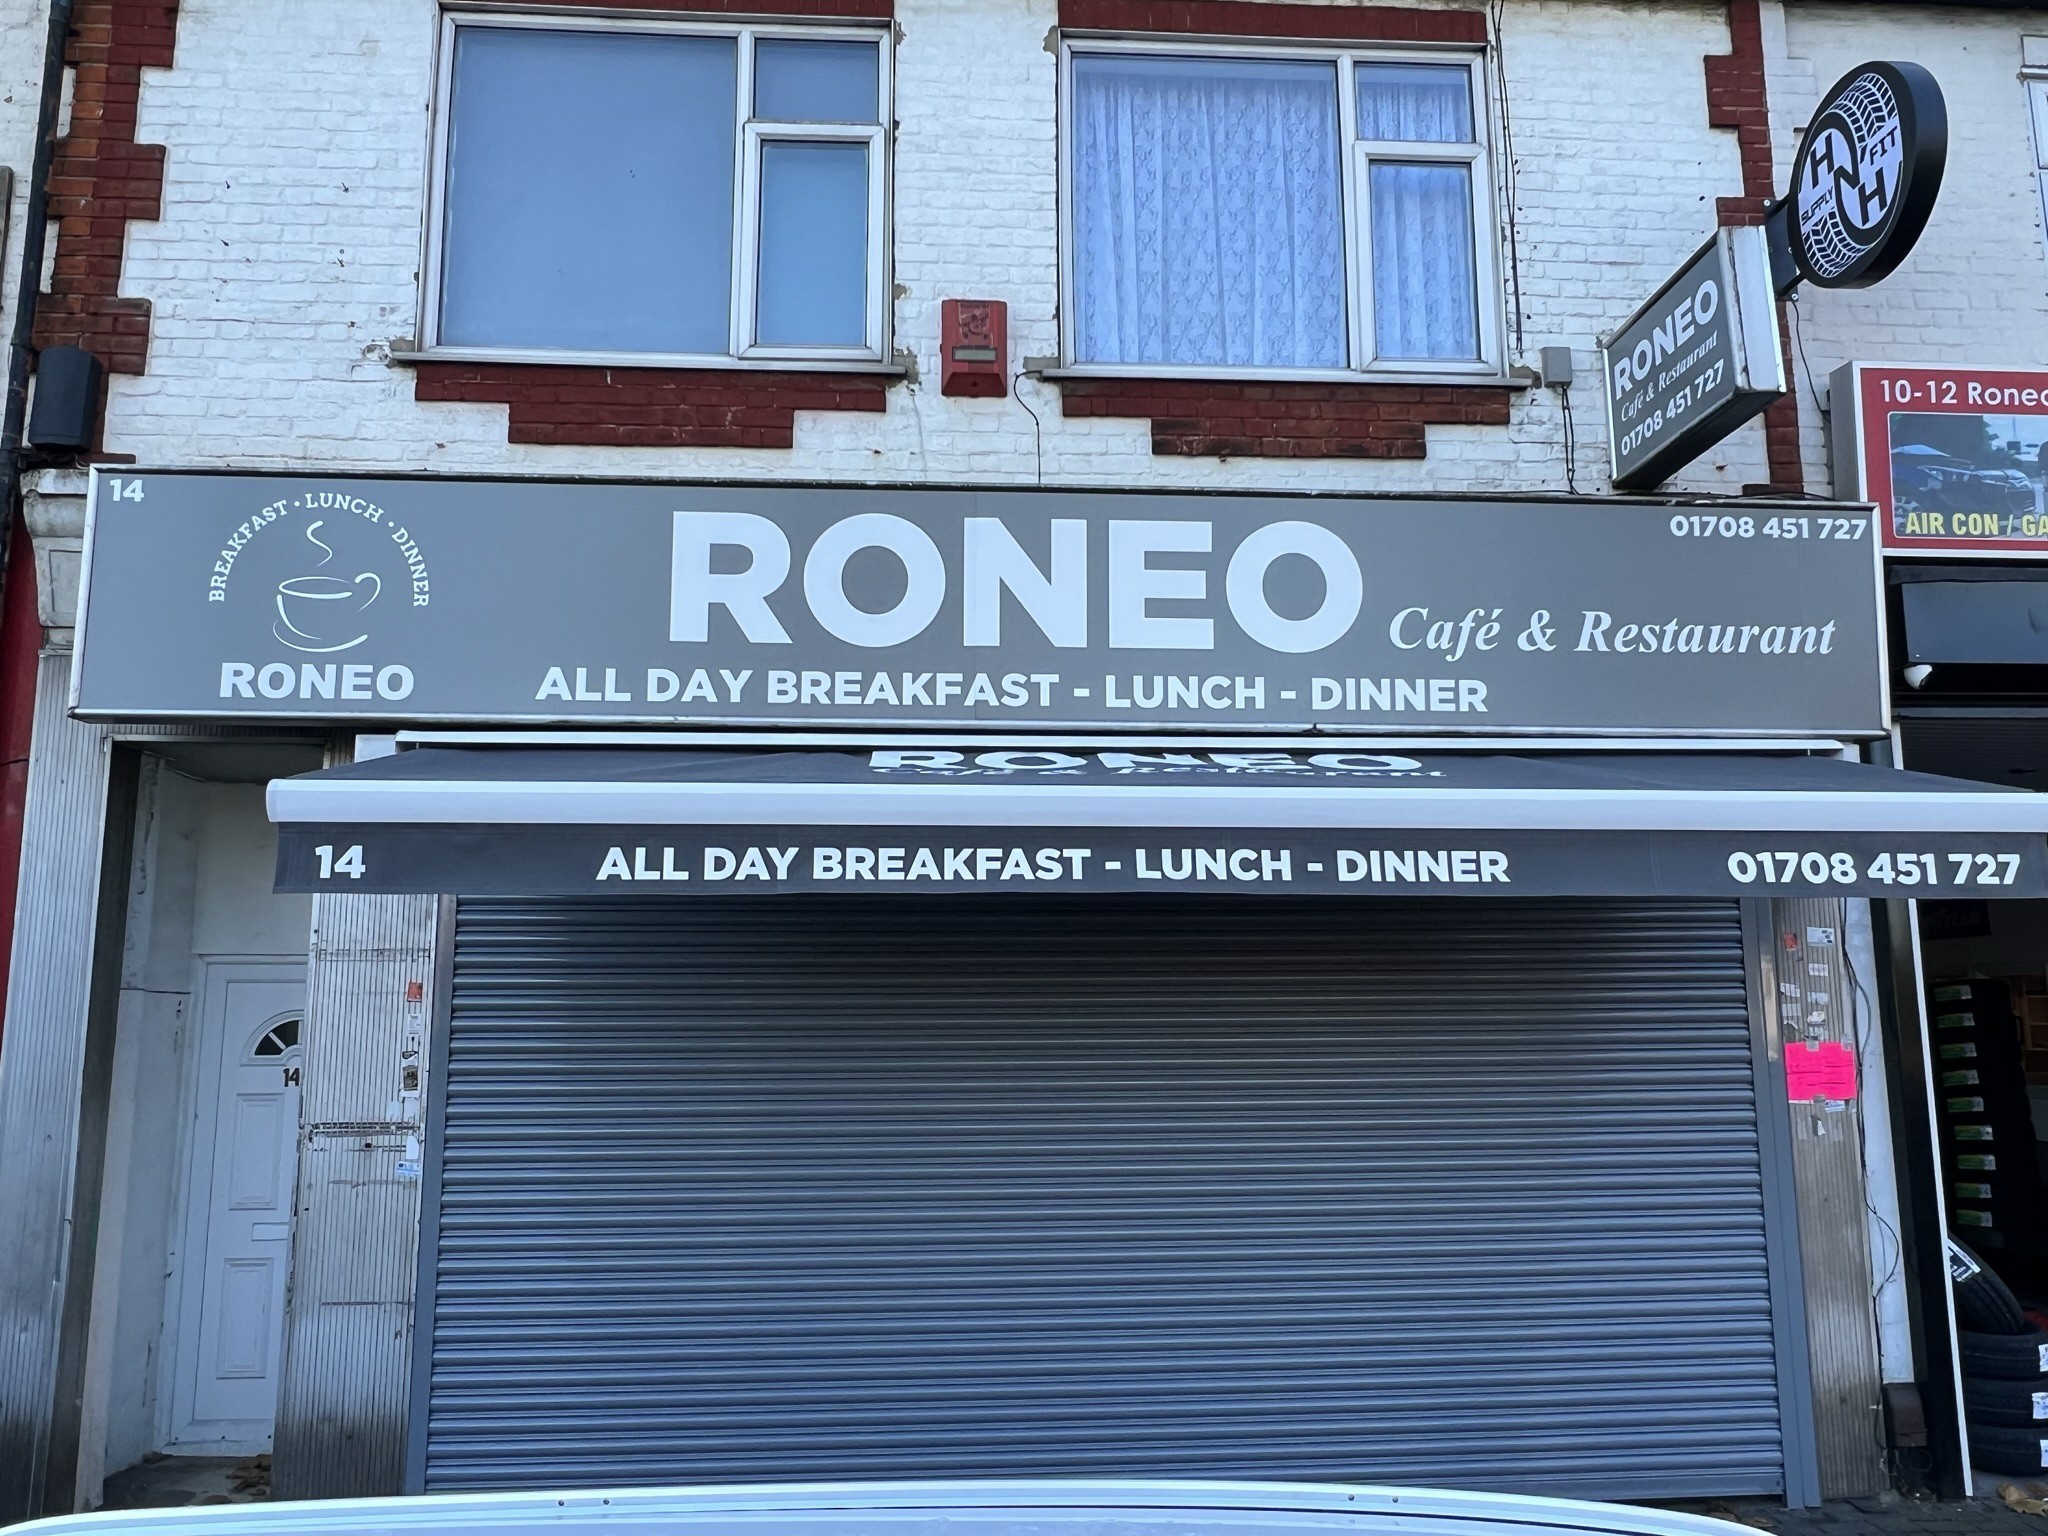 H N H
FIT
SUPPLY
RONEO
Café & Restaurant
01708 451 727
10-12 Roneo
AIR CON / GA
14
BREAKFAST • LUNCH • DINNER
RONEO
RONEO Café & Restaurant
01708 451 727
ALL DAY BREAKFAST - LUNCH - DINNER
RONEO
Café & Restaurant
14 ALL DAY BREAKFAST - LUNCH - DINNER 01708 451 727
14